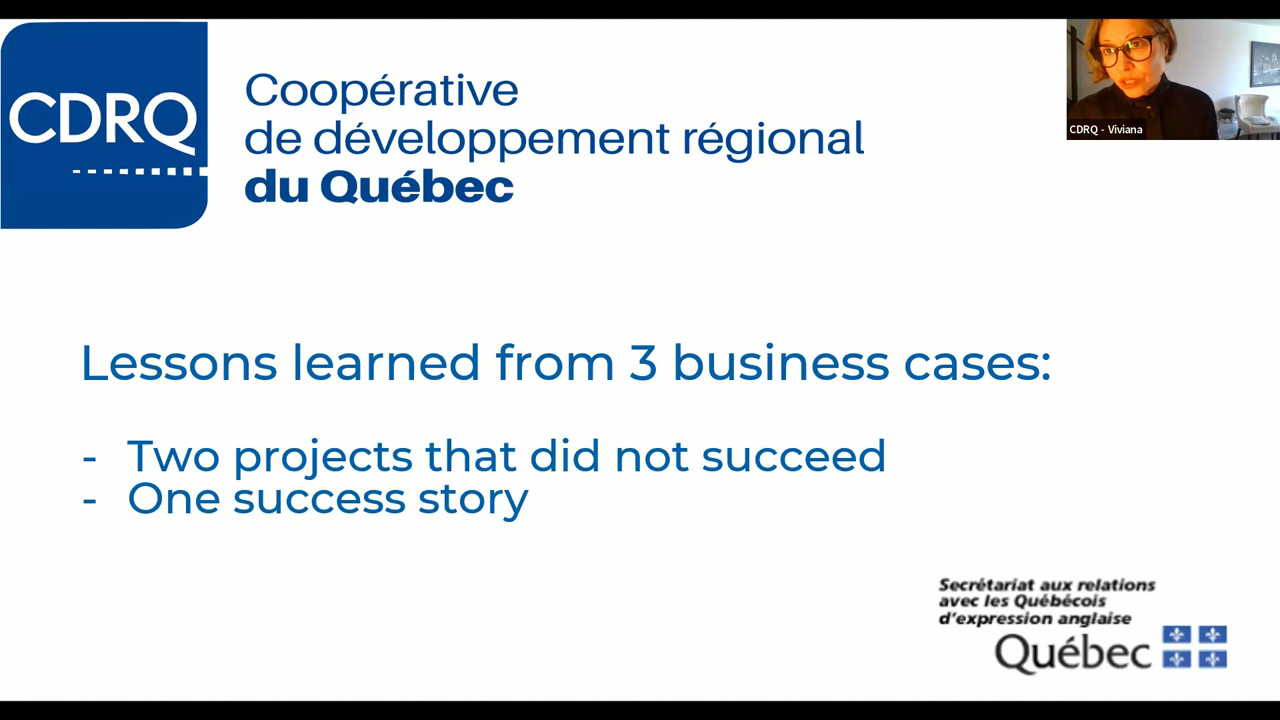 CDRQ
Coopérative
de développement régional
du Québec
CDRQ - Viviana
Lessons learned from 3 business cases:
- Two projects that did not succeed
- One success story
Secrétariat aux relations
avec les Québécois
d'expression anglaise
Québec